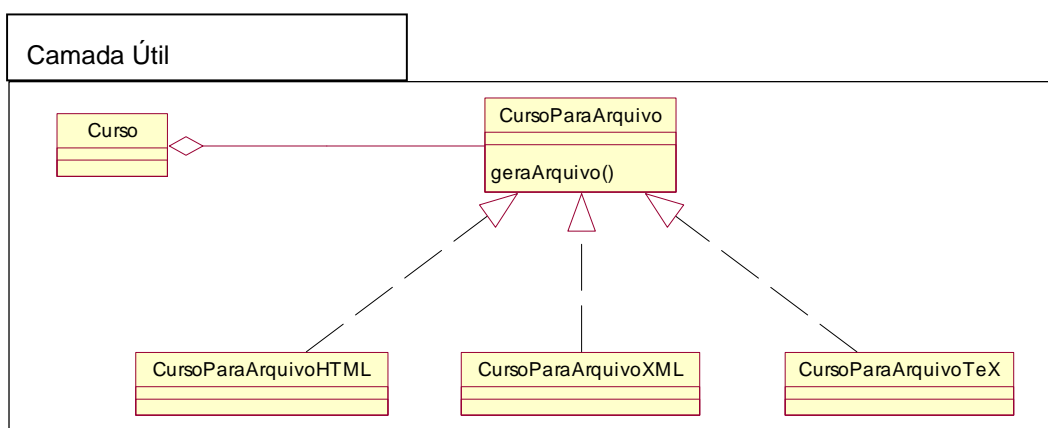 Camada Útil
Curso
CursoParaArquivo
geraArquivo()
CursoParaArquivoHTML
CursoParaArquivoXML
CursoParaArquivoTeX